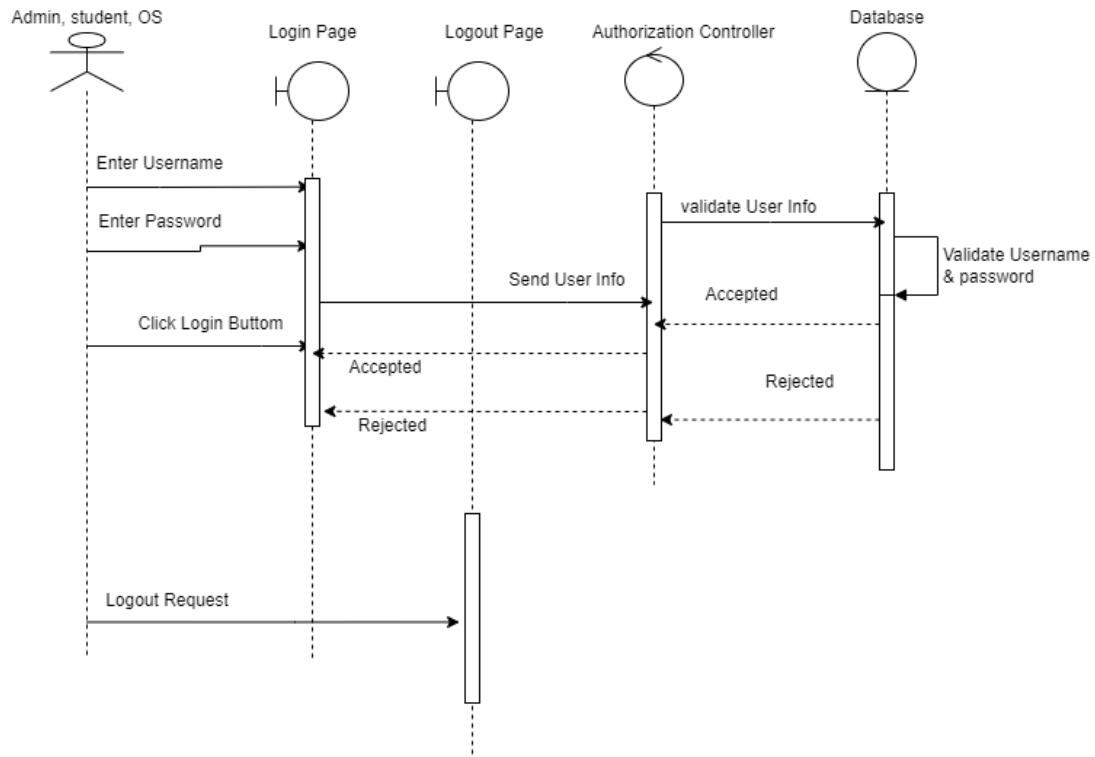 Admin, student, OS
Login Page
Logout Page
Authorization Controller
Database
Enter Username
validate User Info
Enter Password
Validate Username
& password
Send User Info
Accepted
Click Login Buttom
Accepted
Rejected
Rejected
Logout Request